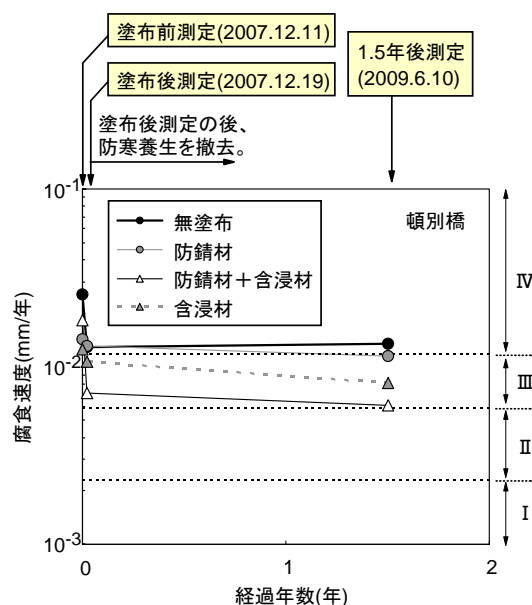 塗布前測定(2007.12.11)
塗布後測定(2007.12.19)
1.5年後測定
(2009.6.10)
塗布後測定の後、
防寒養生を撤去。
頓別橋
無塗布
防錆材
防錆材＋含浸材
含浸材
腐食速度(mm/年)
10-1
10-2
10-3
Ⅳ
Ⅲ
Ⅱ
Ⅰ
0
1
2
経過年数(年)